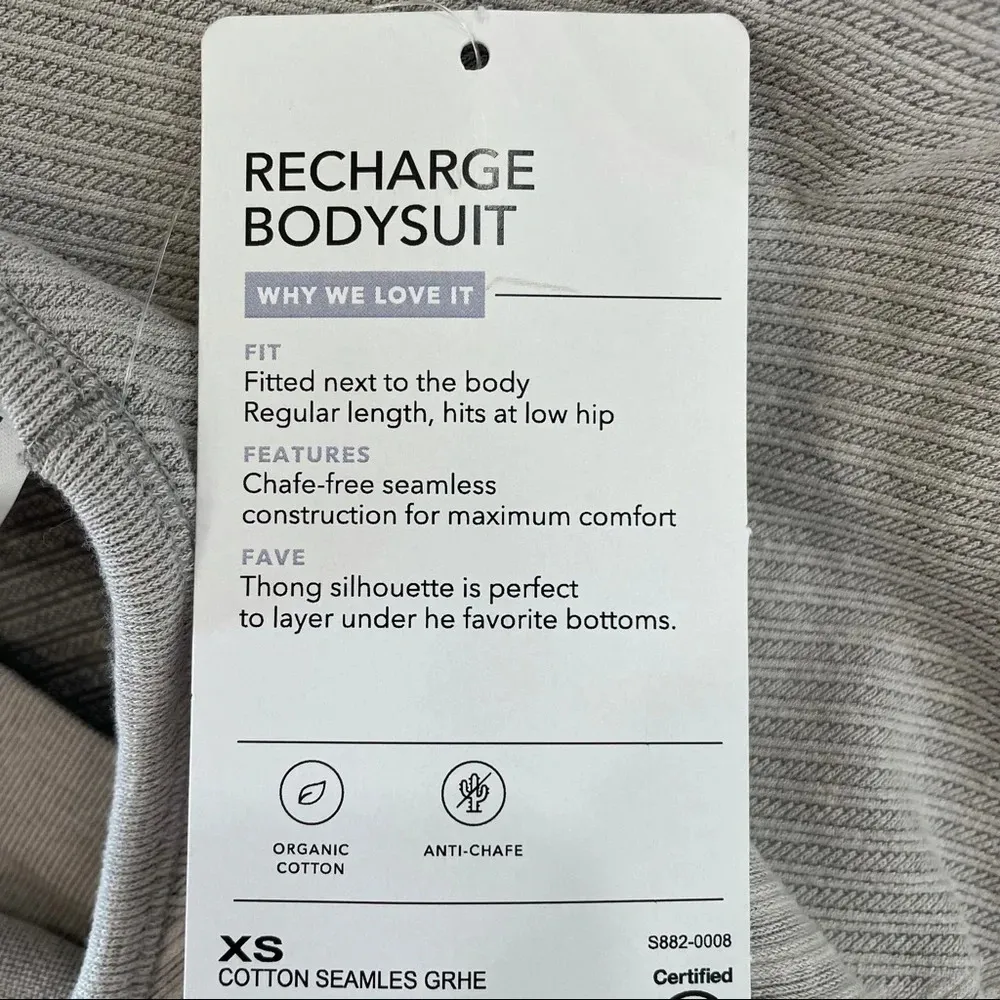 RECHARGE
BODYSUIT
WHY WE LOVE IT
FIT
Fitted next to the body
Regular length, hits at low hip
FEATURES
Chafe-free seamless
construction for maximum comfort
FAVE
Thong silhouette is perfect
to layer under he favorite bottoms.
ORGANIC
COTTON
ANTI-CHAFE
XS
S882-0008
COTTON SEAMLES GRHE
Certified